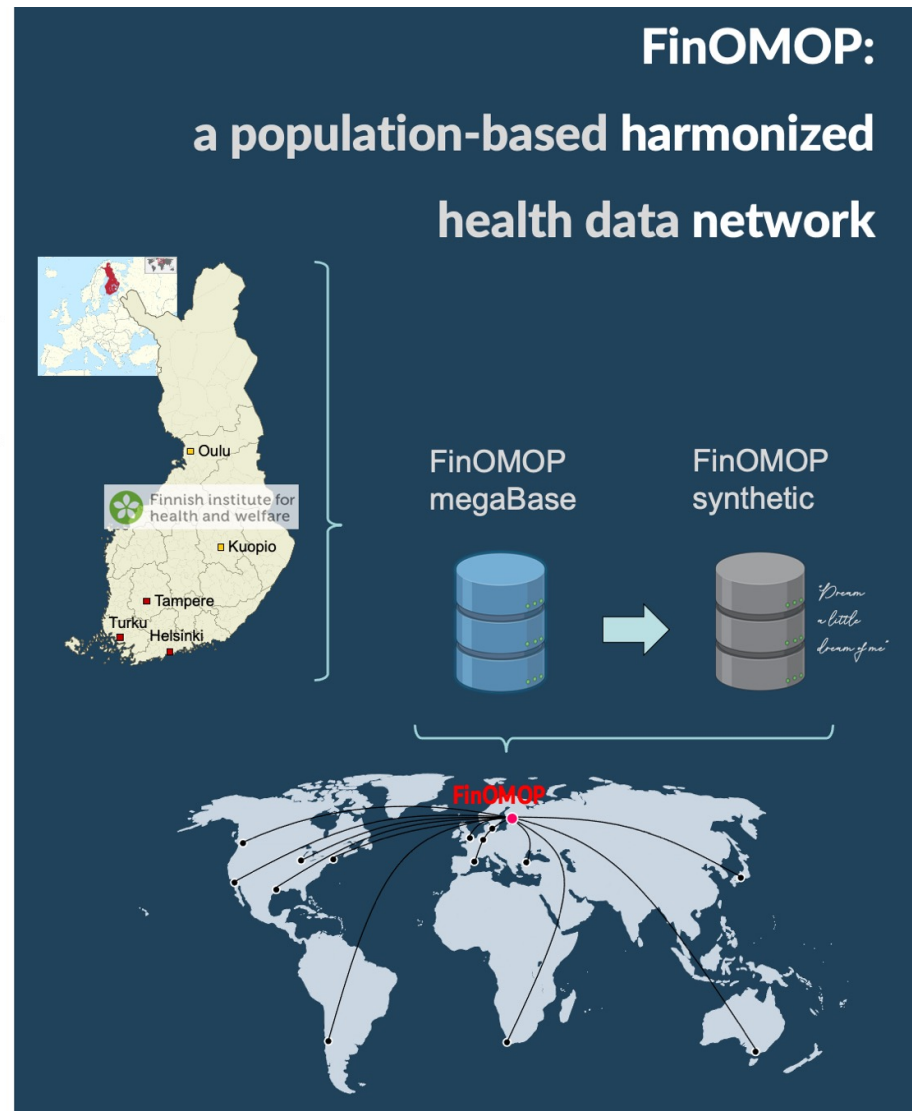 FinOMOP:
a population-based harmonized
health data network
Oulu
Finnish institute for
health and welfare
Kuopio
Tampere
Turku
Helsinki
FinOMOP
megaBase
FinOMOP
synthetic
"Dream
a little
dream of me"
FinOMOP